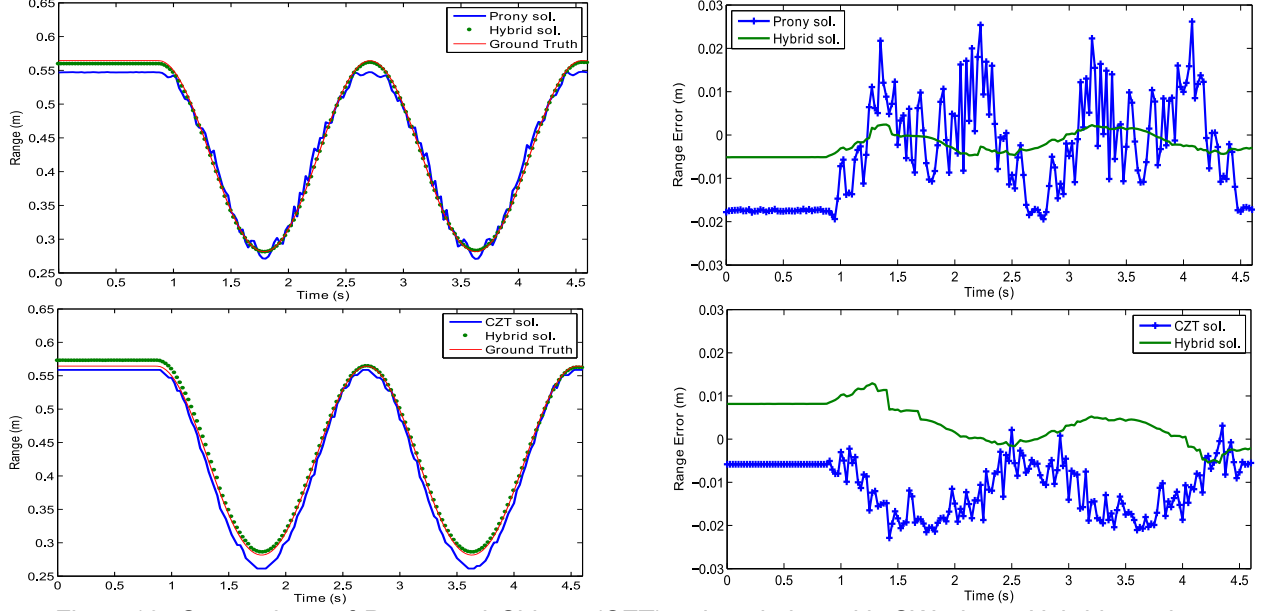 0.65
0.6
0.55
0.5
0.45
0.4
0.35
0.3
0.25
Range (m)
Prony sol.
Hybrid sol.
Ground Truth
0 0.5 1 1.5 2 2.5 3 3.5 4 4.5
Time (s)
0.03
0.02
0.01
0
−0.01
−0.02
−0.03
Range Error (m)
Prony sol.
Hybrid sol.
0 0.5 1 1.5 2 2.5 3 3.5 4 4.5
Time (s)
0.65
0.6
0.55
0.5
0.45
0.4
0.35
0.3
0.25
Range (m)
CZT sol.
Hybrid sol.
Ground Truth
0 0.5 1 1.5 2 2.5 3 3.5 4 4.5
Time (s)
0.03
0.02
0.01
0
−0.01
−0.02
−0.03
Range Error (m)
CZT sol.
Hybrid sol.
0 0.5 1 1.5 2 2.5 3 3.5 4 4.5
Time (s)